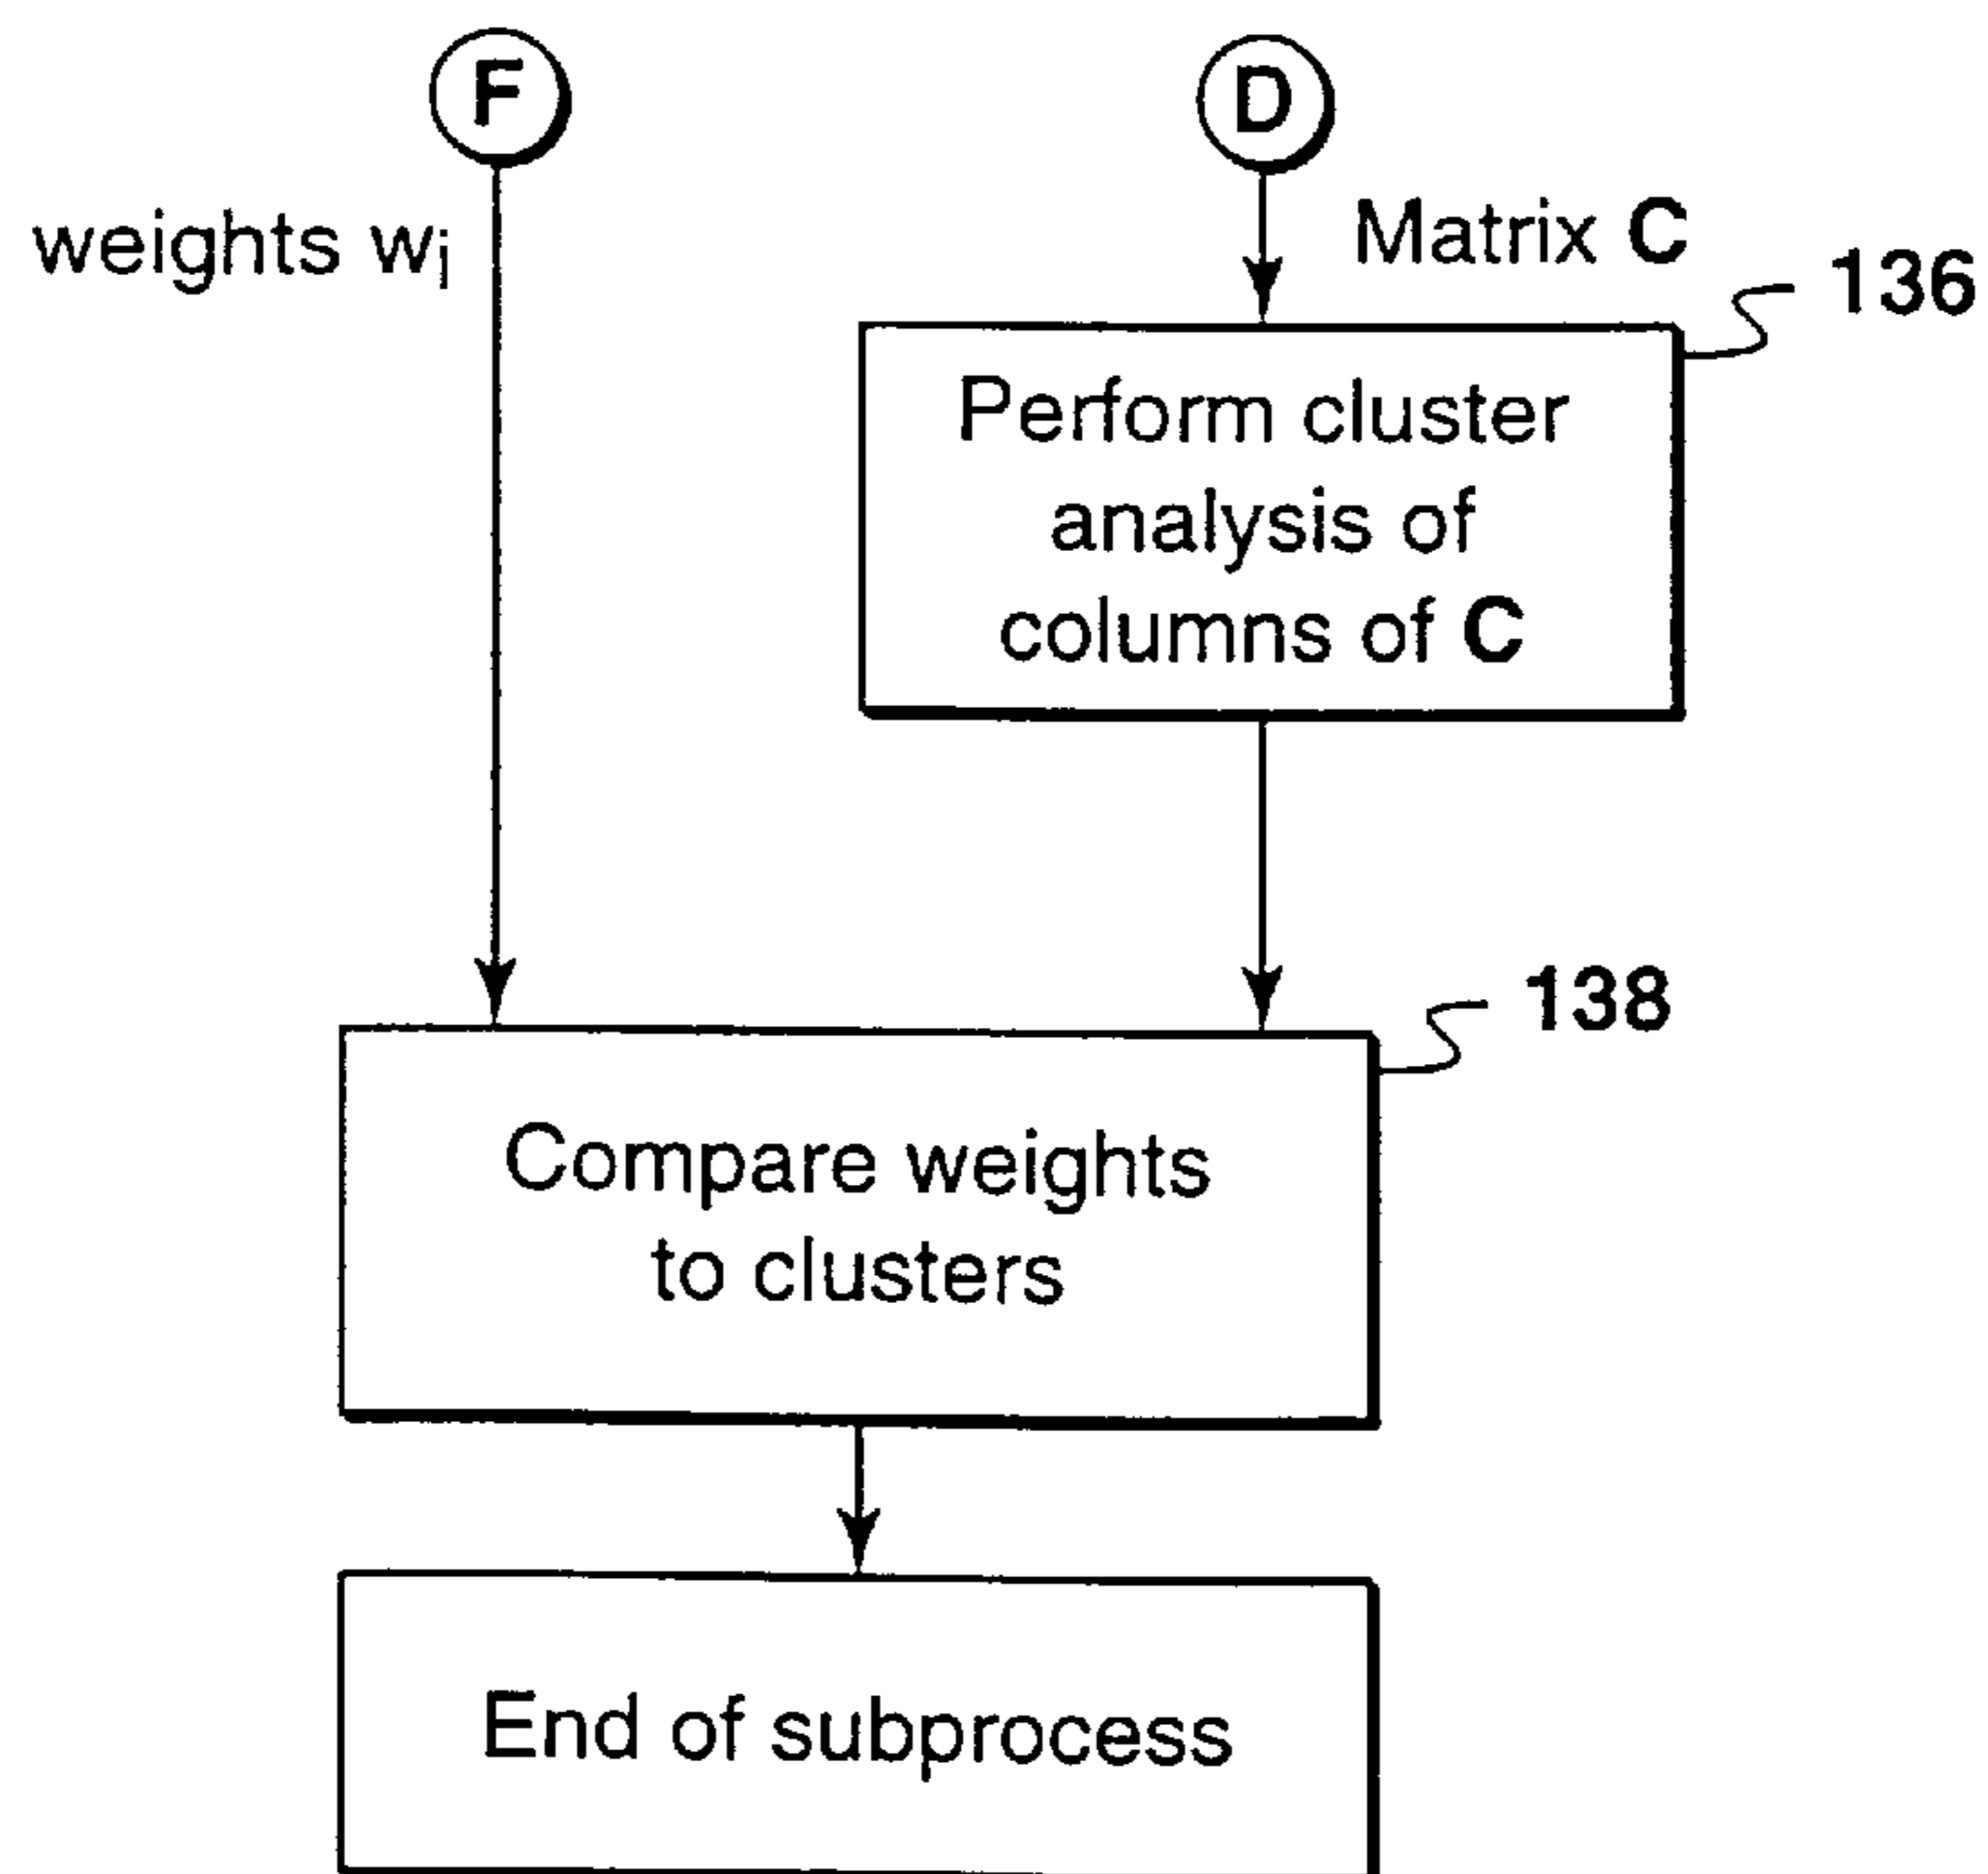 F
D
weights wj
Matrix C
136
Perform cluster
analysis of
columns of C
138
Compare weights
to clusters
End of subprocess